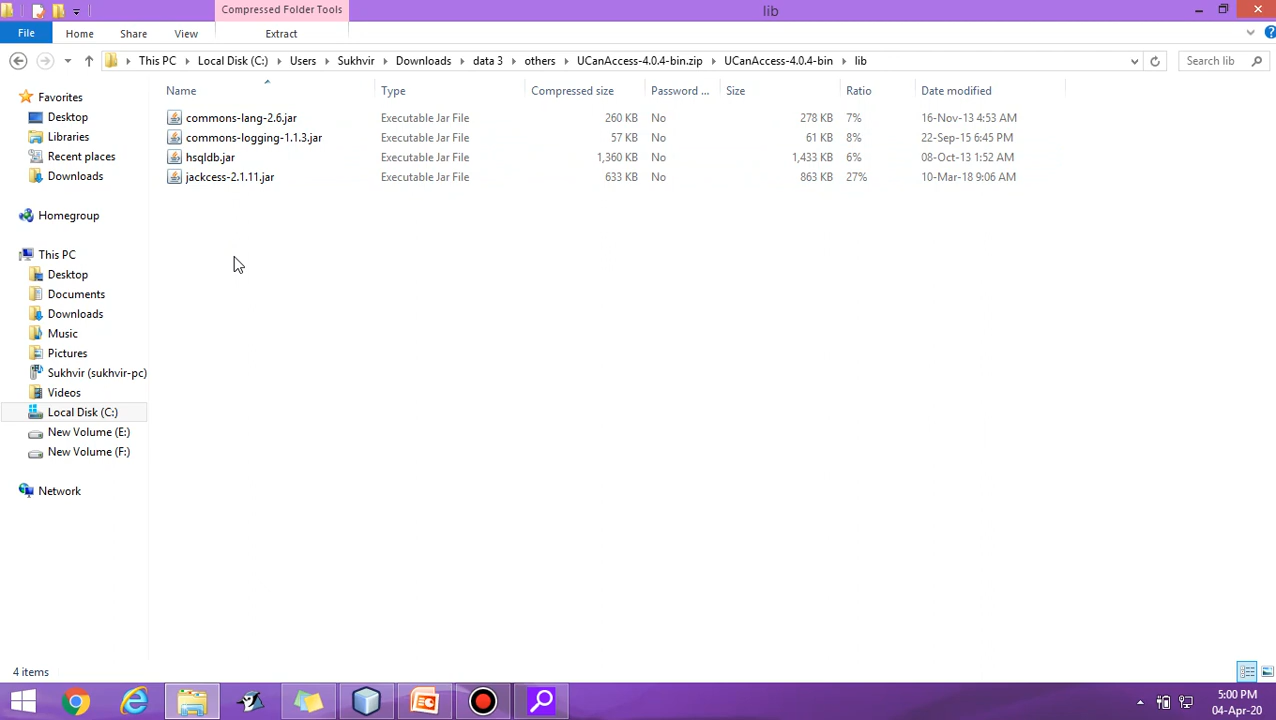 Compressed Folder Tools
lib
File Home Share View Extract
This PC Local Disk (C:) Users Sukhvir Downloads data 3 others UCanAccess-4.0.4-bin.zip UCanAccess-4.0.4-bin lib
Search lib
Name Type Compressed size Password ... Size Ratio Date modified
commons-lang-2.6.jar Executable Jar File 260 KB No 278 KB 7% 16-Nov-13 4:53 AM
commons-logging-1.1.3.jar Executable Jar File 57 KB No 61 KB 8% 22-Sep-15 6:45 PM
hsqldb.jar Executable Jar File 1,360 KB No 1,433 KB 6% 08-Oct-13 1:52 AM
jackcess-2.1.11.jar Executable Jar File 633 KB No 863 KB 27% 10-Mar-18 9:06 AM
Favorites
Desktop
Libraries
Recent places
Downloads
Homegroup
This PC
Desktop
Documents
Downloads
Music
Pictures
Sukhvir (sukhvir-pc)
Videos
Local Disk (C:)
New Volume (E:)
New Volume (F:)
Network
4 items
5:00 PM
04-Apr-20